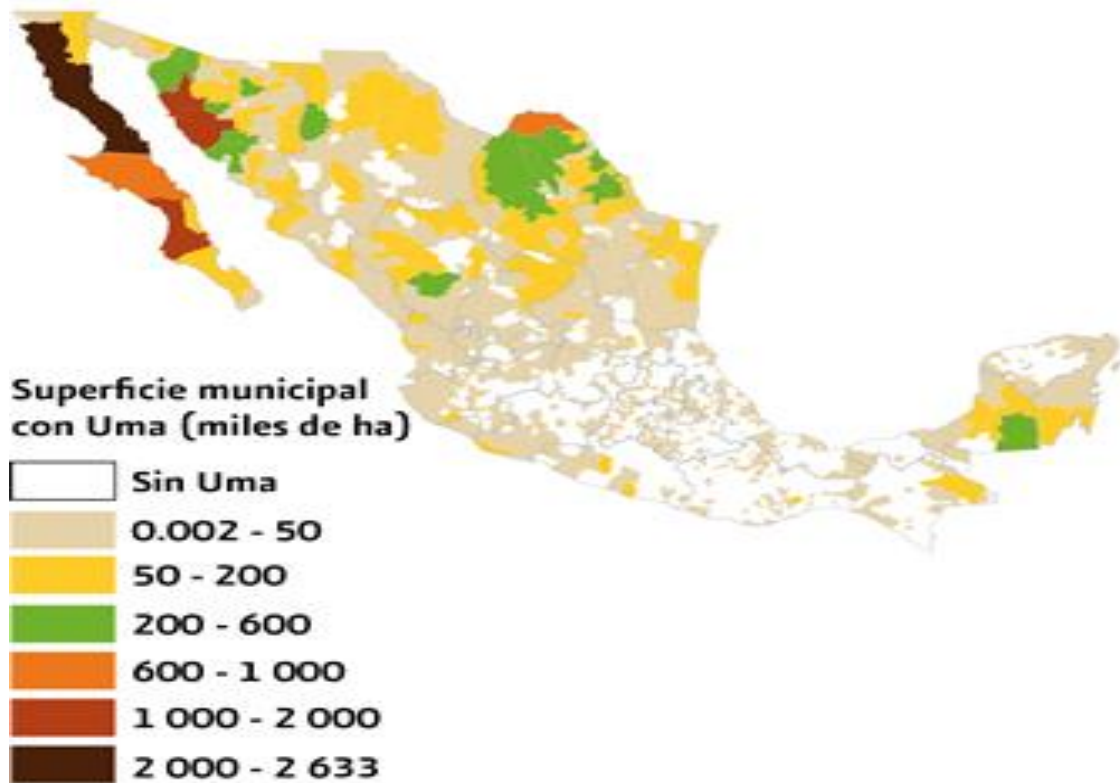 Superficie municipal
con Uma (miles de ha)
Sin Uma
0.002 - 50
50 - 200
200 - 600
600 - 1 000
1 000 - 2 000
2 000 - 2 633